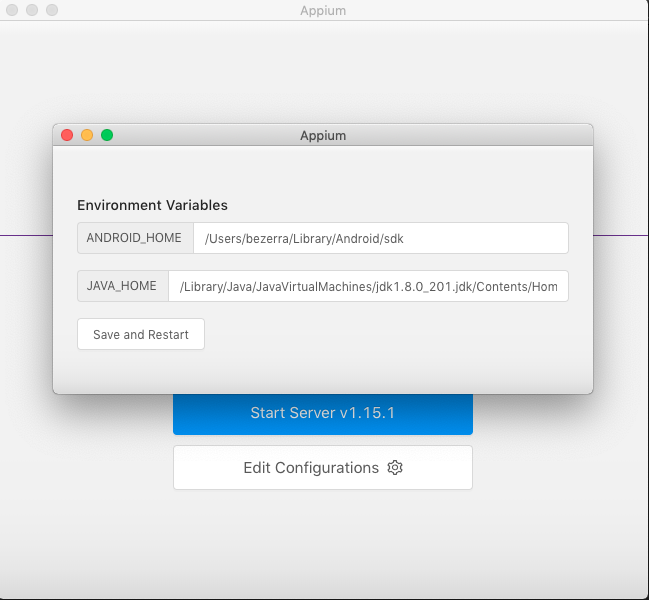 Appium
Appium
Environment Variables
ANDROID_HOME /Users/bezerra/Library/Android/sdk
JAVA_HOME /Library/Java/JavaVirtualMachines/jdk1.8.0_201.jdk/Contents/Hom
Save and Restart
Start Server v1.15.1
Edit Configurations